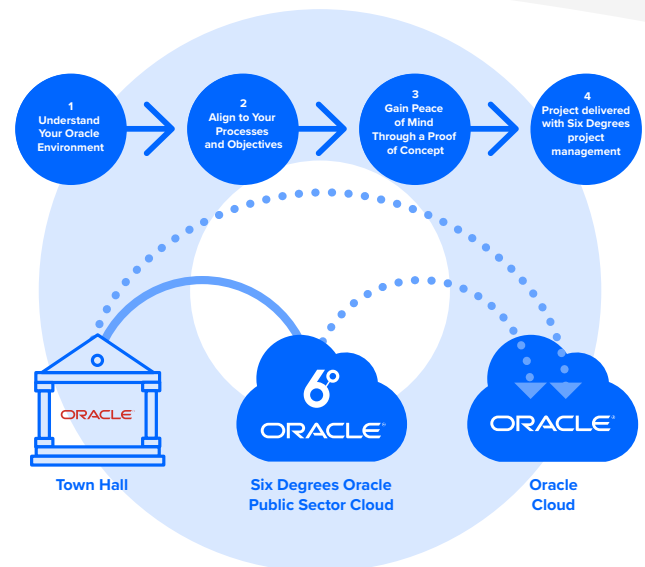 1
Understand
Your Oracle
Environment
2
Align to Your
Processes
and Objectives
3
Gain Peace
of Mind
Through a Proof
of Concept
4
Project delivered
with Six Degrees
project
management
ORACLE
6°
ORACLE
ORACLE
Town Hall
Six Degrees Oracle
Public Sector Cloud
Oracle
Cloud